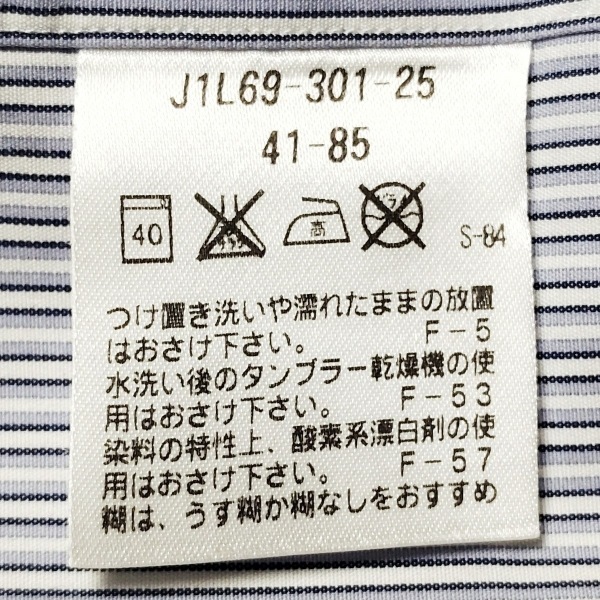 J1L69-301-25
41-85
40 高
S-84
つけ置き洗いや濡れたままの放置
はおさけ下さい。 F-5
水洗い後のタンブラー乾燥機の使
用はおさけ下さい。 F-53
染料の特性上、酸素系漂白剤の使
用はおさけ下さい。 F-57
糊は、うす糊か糊なしをおすすめ